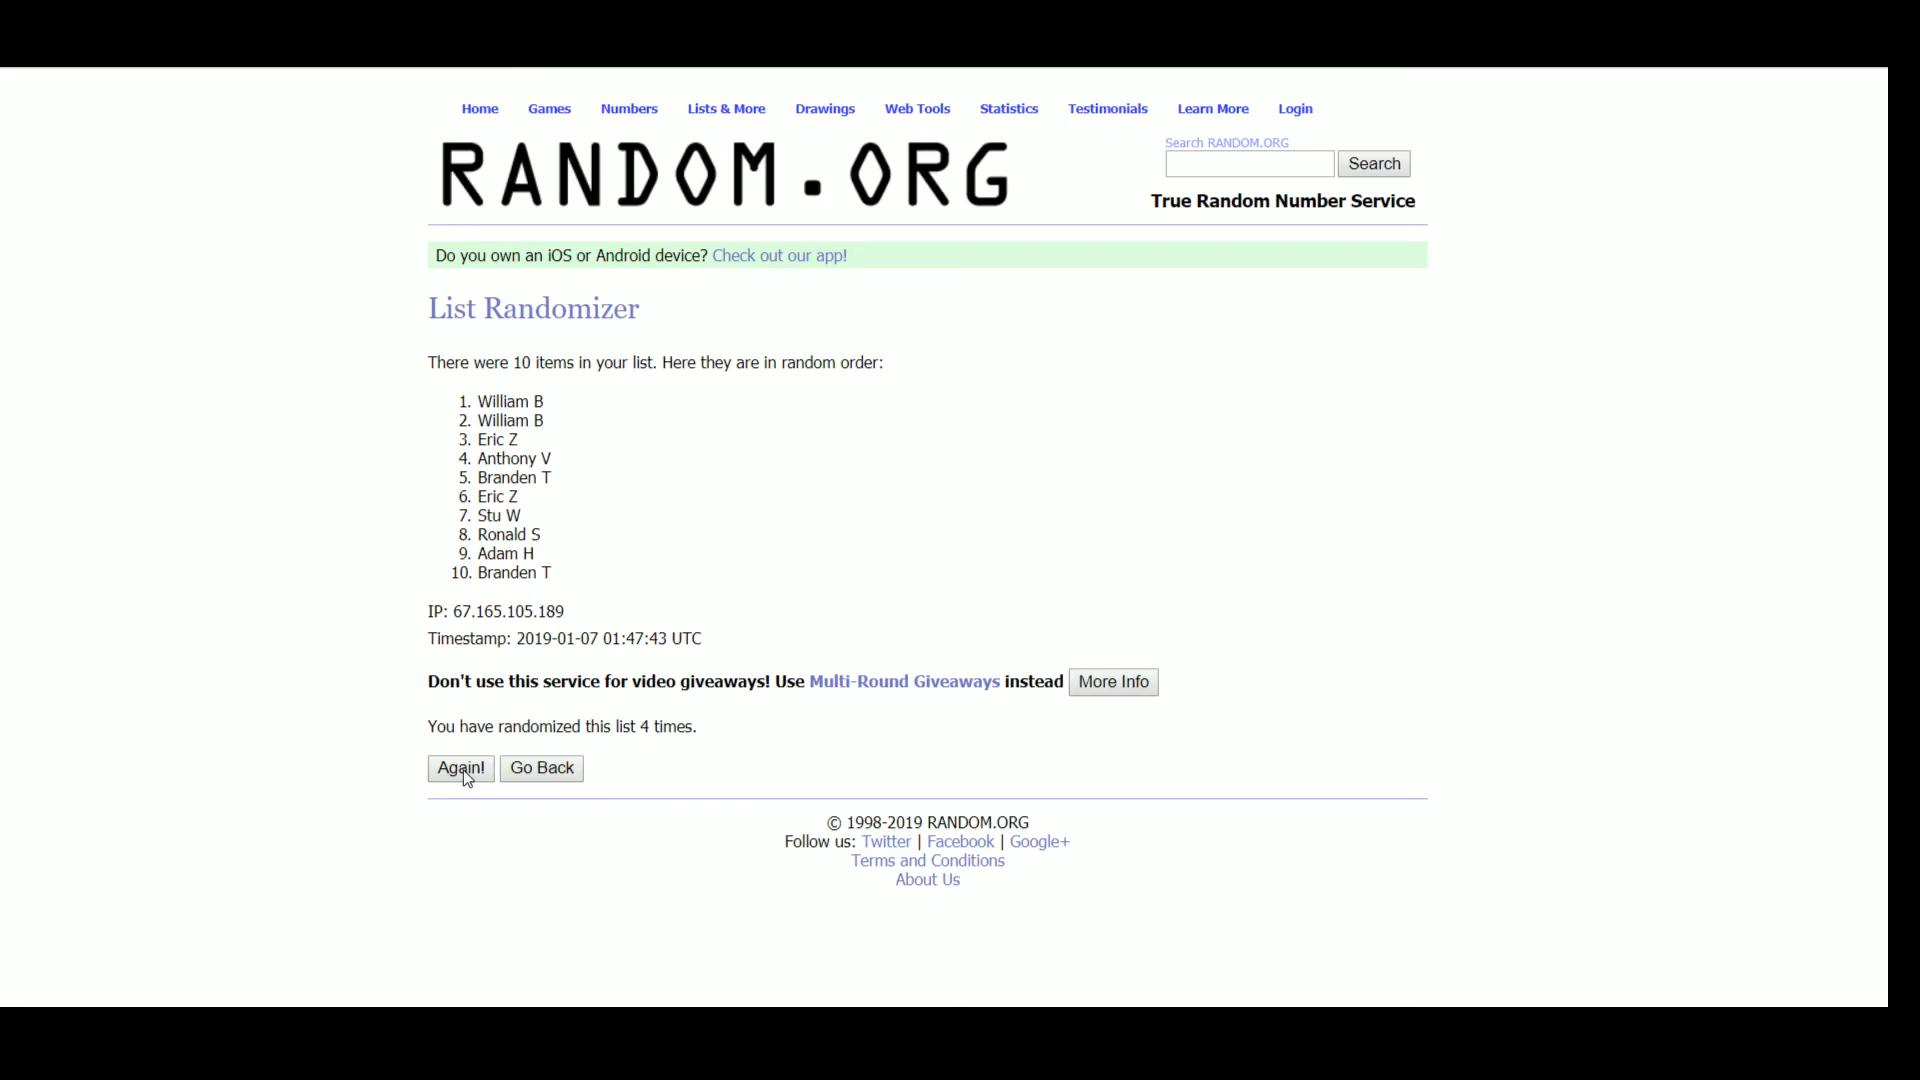 Home Games Numbers Lists & More Drawings Web Tools Statistics Testimonials Learn More Login
RANDOM.ORG
Search RANDOM.ORG
Search
True Random Number Service
Do you own an iOS or Android device? Check out our app!
List Randomizer
There were 10 items in your list. Here they are in random order:
1. William B
2. William B
3. Eric Z
4. Anthony V
5. Branden T
6. Eric Z
7. Stu W
8. Ronald S
9. Adam H
10. Branden T
IP: 67.165.105.189
Timestamp: 2019-01-07 01:47:43 UTC
Don't use this service for video giveaways! Use Multi-Round Giveaways instead More Info
You have randomized this list 4 times.
Again! Go Back
© 1998-2019 RANDOM.ORG
Follow us: Twitter | Facebook | Google+
Terms and Conditions
About Us